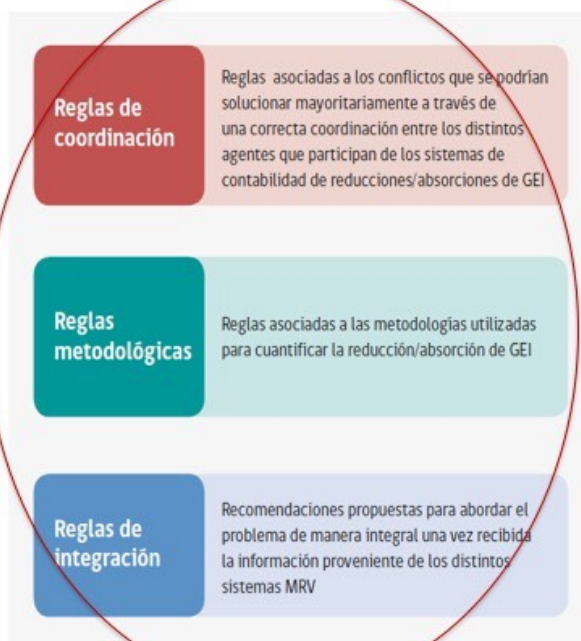 Reglas de
coordinación
Reglas asociadas a los conflictos que se podrían
solucionar mayoritariamente a través de
una correcta coordinación entre los distintos
agentes que participan de los sistemas de
contabilidad de reducciones/absorciones de GEI
Reglas
metodológicas
Reglas asociadas a las metodologías utilizadas
para cuantificar la reducción/absorción de GEI
Reglas de
integración
Recomendaciones propuestas para abordar el
problema de manera integral una vez recibida
la información proveniente de los distintos
sistemas MRV